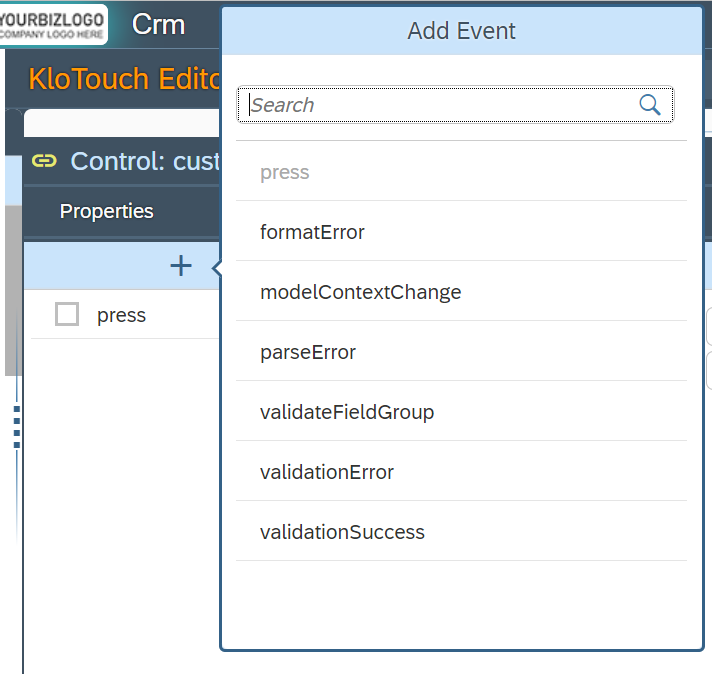 YOURBIZLOGO
COMPANY LOGO HERE
Crm
KloTouch Edito
Control: cust
Properties
press
Add Event
Search
press
formatError
modelContextChange
parseError
validateFieldGroup
validationError
validationSuccess